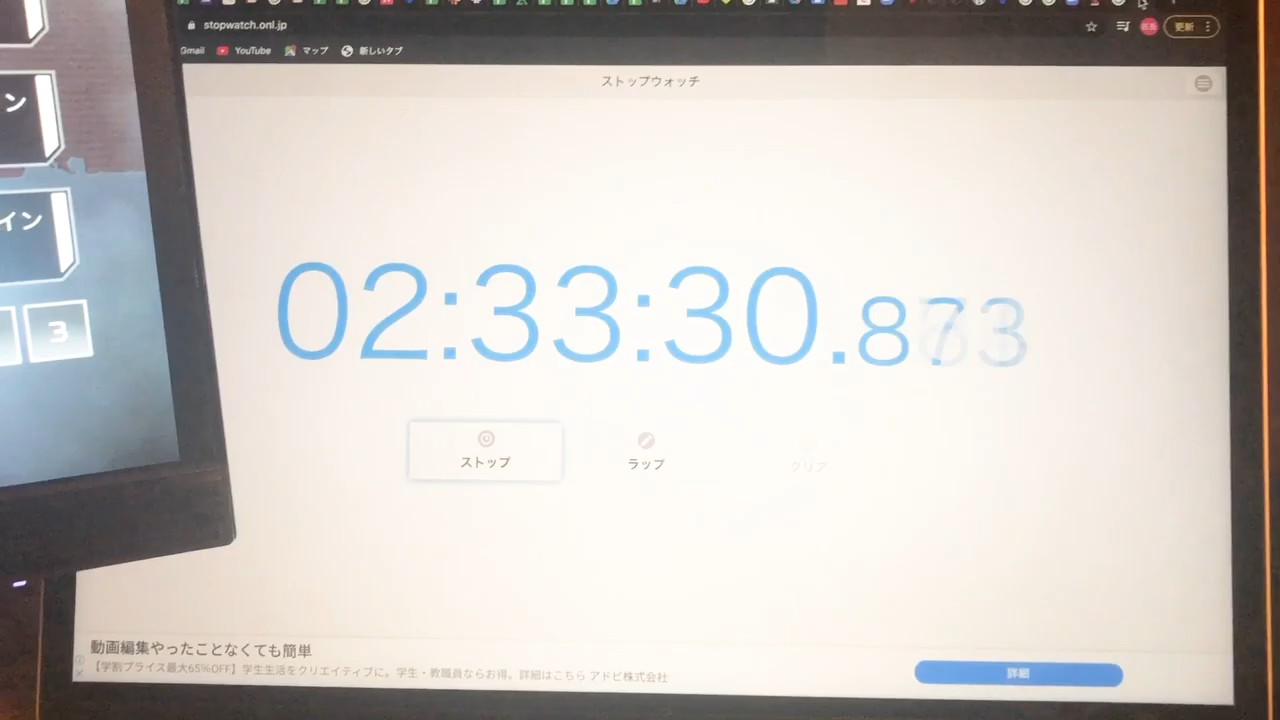 stopwatch.onl.jp
更新
Gmail YouTube マップ 新しいタブ
ストップウォッチ
ン
イン
3
02:33:30.873
ストップ ラップ クリア
動画編集やったことなくても簡単
【学割プライス最大65%OFF】学生生活をクリエイティブに。学生・教職員ならお得。詳細はこちら アドビ株式会社
詳細